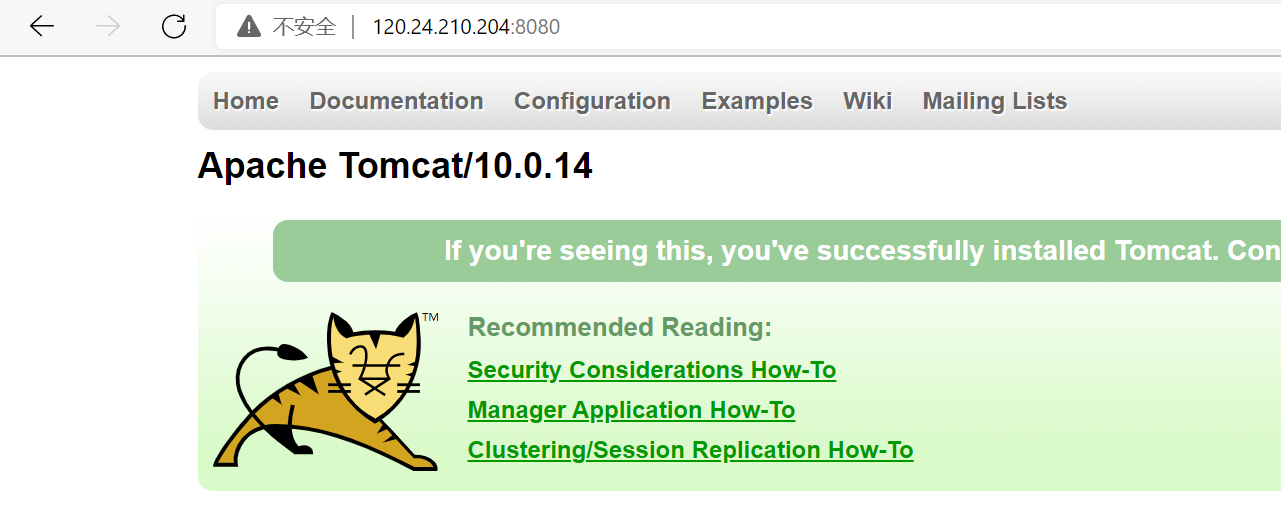 不安全 | 120.24.210.204:8080
Home Documentation Configuration Examples Wiki Mailing Lists
Apache Tomcat/10.0.14
If you're seeing this, you've successfully installed Tomcat. Con
TM
Recommended Reading:
Security Considerations How-To
Manager Application How-To
Clustering/Session Replication How-To